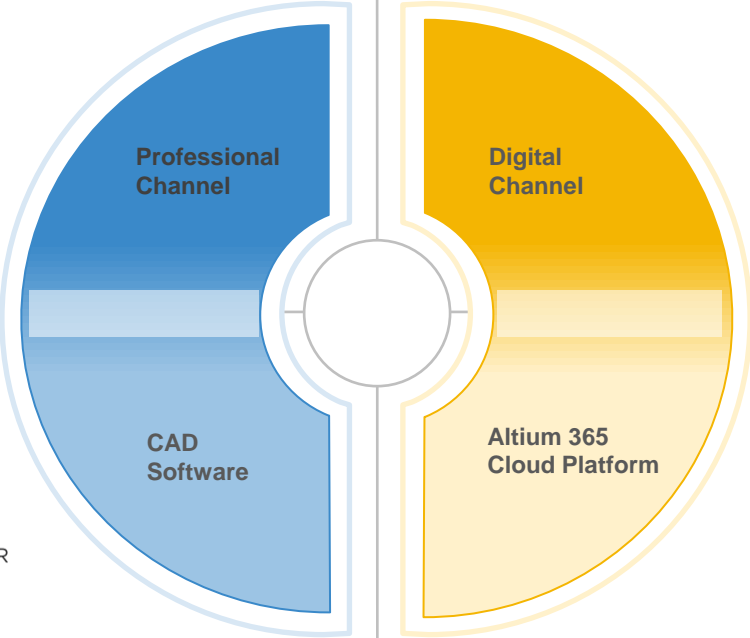 Professional
Channel
Digital
Channel
CAD
Software
Altium 365
Cloud Platform
R